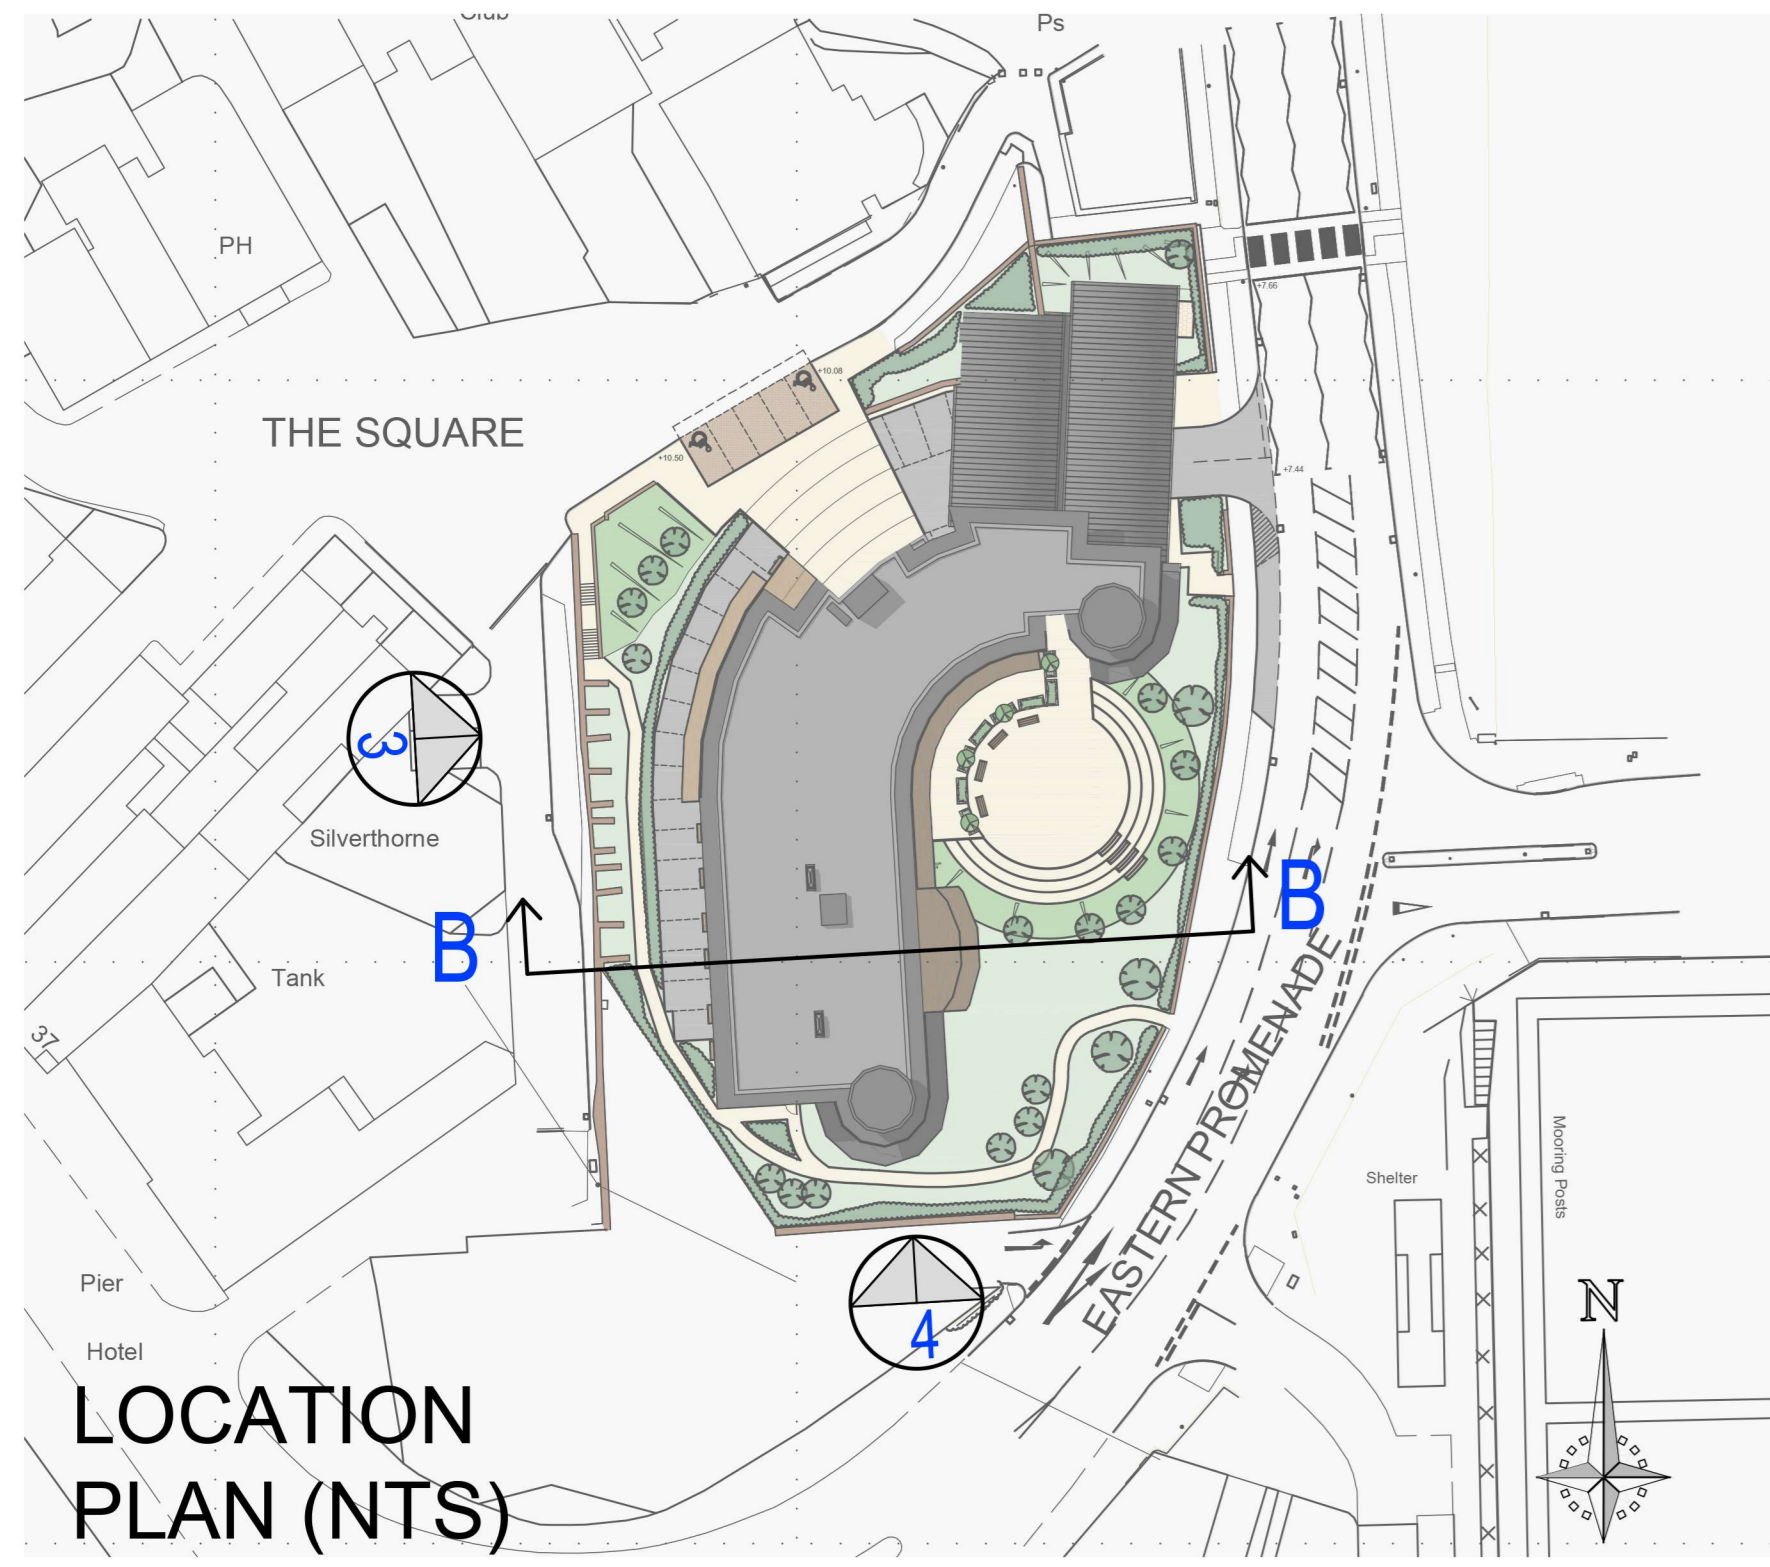 Club
Ps
PH
+7.66
+10.08
THE SQUARE
+10.50
+7.44
3
Silverthorne
B
B
Tank
37
EASTERN PROMENADE
Mooring Posts
Shelter
4
Pier
Hotel
N
LOCATION
PLAN (NTS)